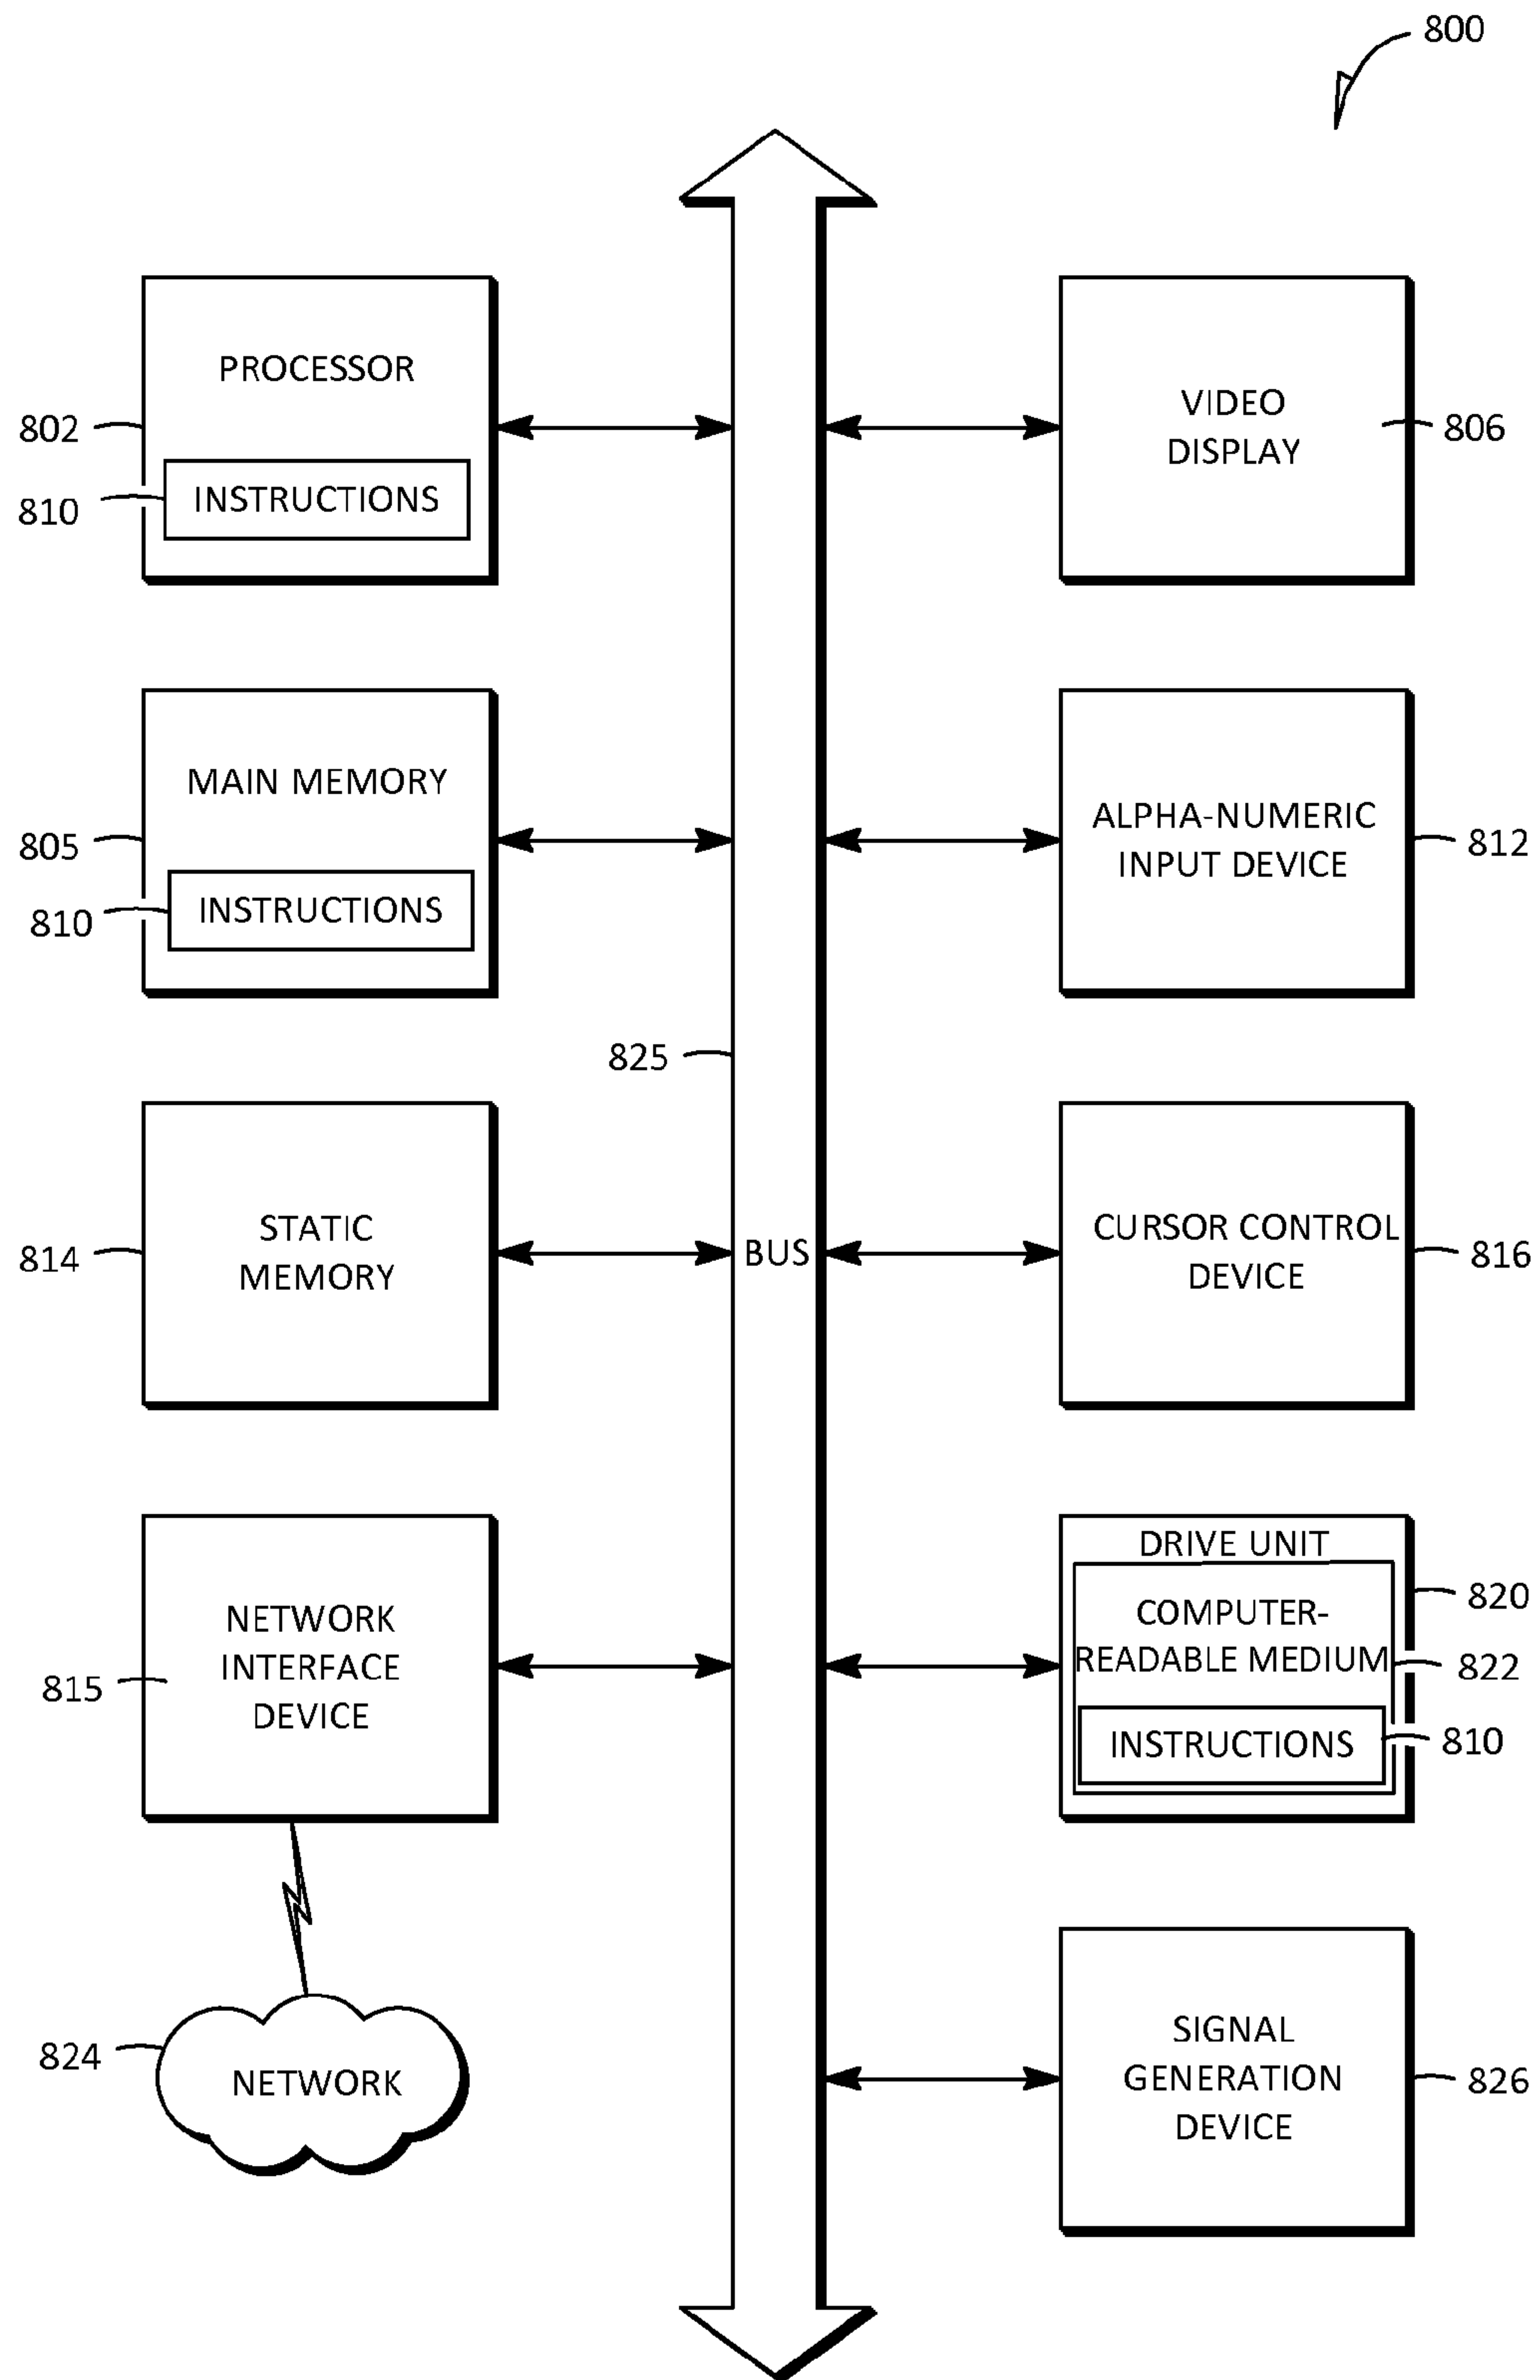 800
PROCESSOR
802
810
INSTRUCTIONS
VIDEO
DISPLAY
806
MAIN MEMORY
805
810
INSTRUCTIONS
ALPHA-NUMERIC
INPUT DEVICE
812
825
STATIC
MEMORY
814
BUS
CURSOR CONTROL
DEVICE
816
NETWORK
INTERFACE
DEVICE
815
DRIVE UNIT
820
COMPUTER-
READABLE MEDIUM
822
INSTRUCTIONS
810
824
NETWORK
SIGNAL
GENERATION
DEVICE
826